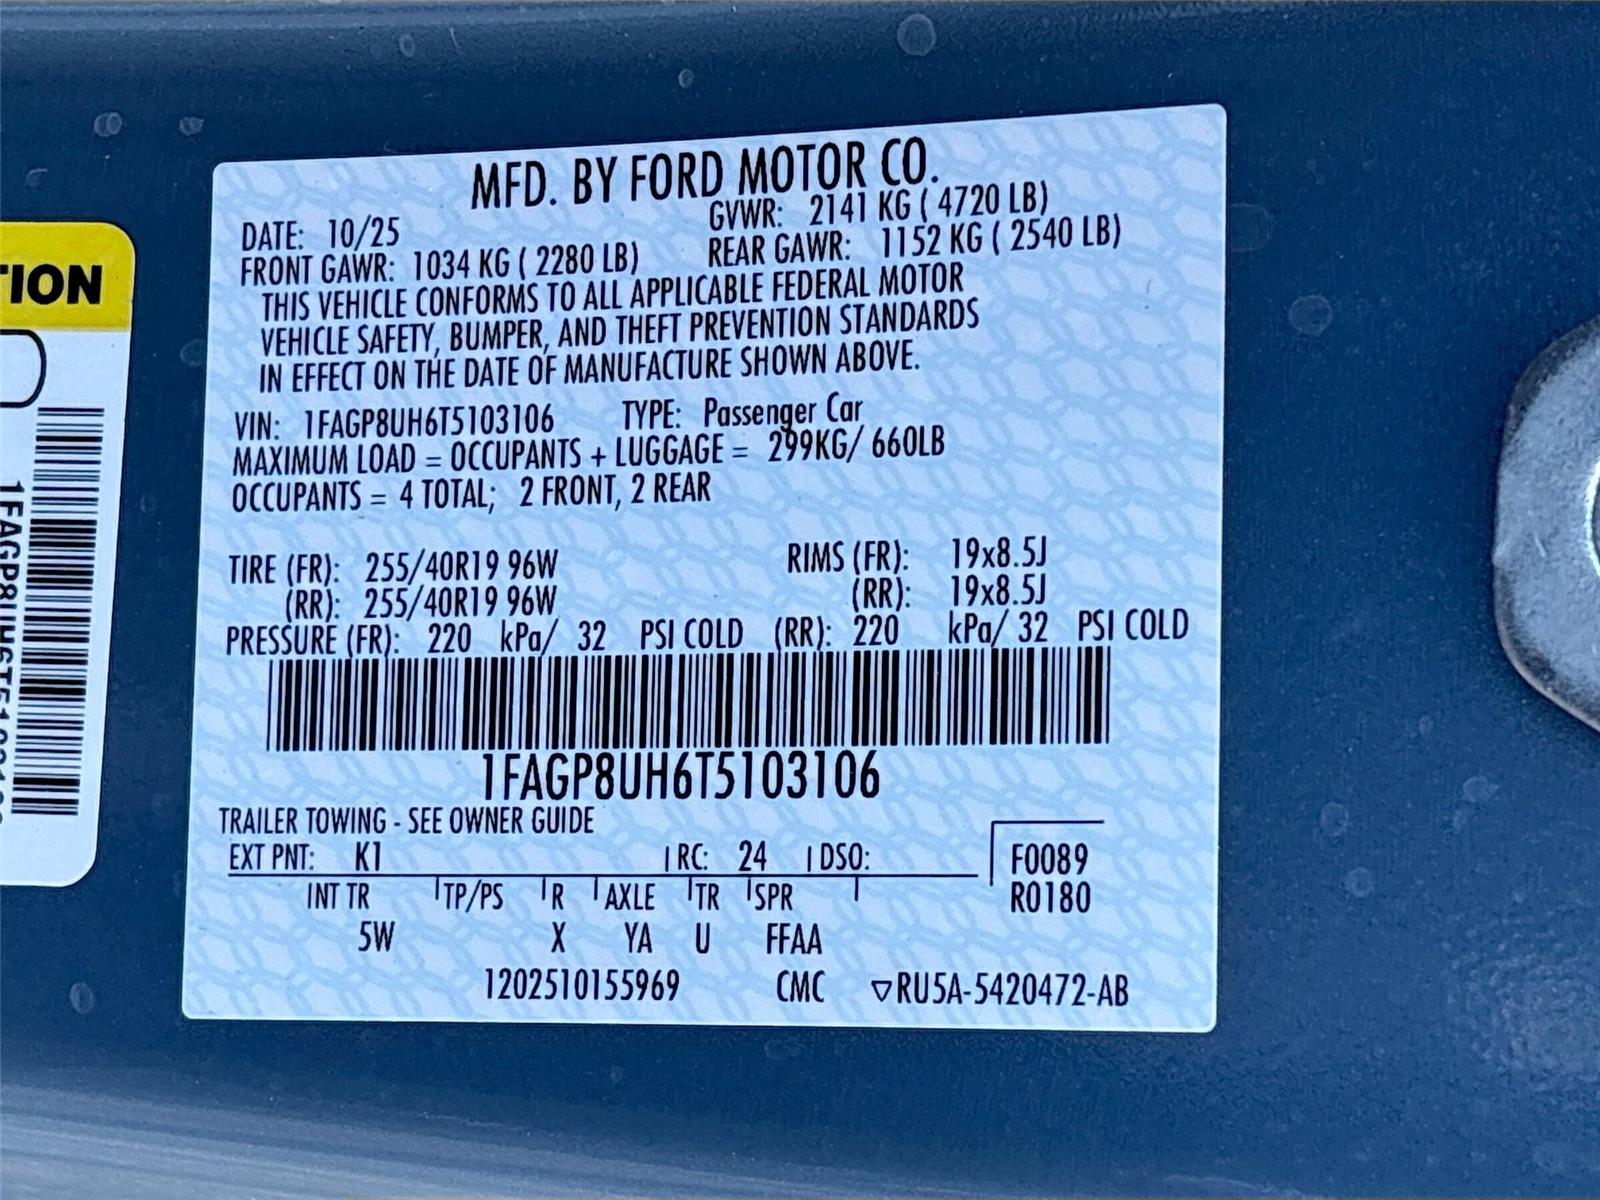 TION
1FAGP8UH6T5103106
MFD. BY FORD MOTOR CO.
DATE: 10/25 GVWR: 2141 KG ( 4720 LB)
FRONT GAWR: 1034 KG ( 2280 LB) REAR GAWR: 1152 KG ( 2540 LB)
THIS VEHICLE CONFORMS TO ALL APPLICABLE FEDERAL MOTOR
VEHICLE SAFETY, BUMPER, AND THEFT PREVENTION STANDARDS
IN EFFECT ON THE DATE OF MANUFACTURE SHOWN ABOVE.
VIN: 1FAGP8UH6T5103106 TYPE: Passenger Car
MAXIMUM LOAD = OCCUPANTS + LUGGAGE = 299KG/ 660LB
OCCUPANTS = 4 TOTAL; 2 FRONT, 2 REAR
TIRE (FR): 255/40R19 96W RIMS (FR): 19x8.5J
(RR): 255/40R19 96W (RR): 19x8.5J
PRESSURE (FR): 220 kPa/ 32 PSI COLD (RR): 220 kPa/ 32 PSI COLD
1FAGP8UH6T5103106
TRAILER TOWING - SEE OWNER GUIDE
EXT PNT: K1 RC: 24 DSO: F0089
INT TR TP/PS R AXLE TR SPR R0180
5W X YA U FFAA
1202510155969 CMC ▽RU5A-5420472-AB